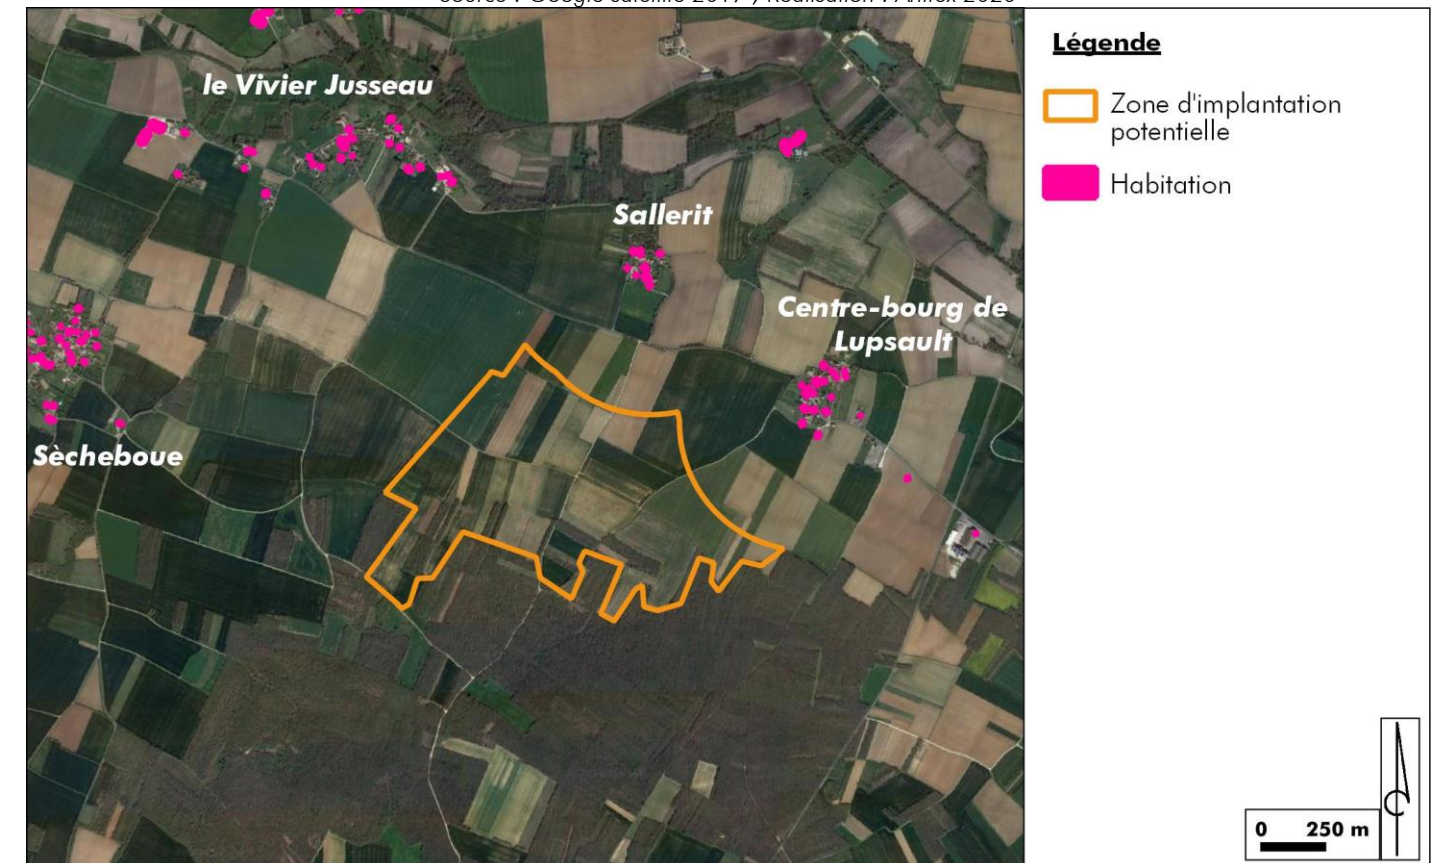 le Vivier Jusseau
Sallerit
Centre-bourg de
Lupsault
Sècheboue
Légende
Zone d'implantation
potentielle
Habitation
0 250 m